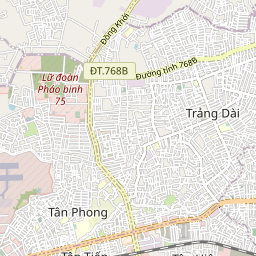 Đồng Khởi
ĐT.768B
Đường tỉnh 768B
Lữ đoàn
Pháo binh
75
Trảng Dài
Tân Phong
Tân Tiến